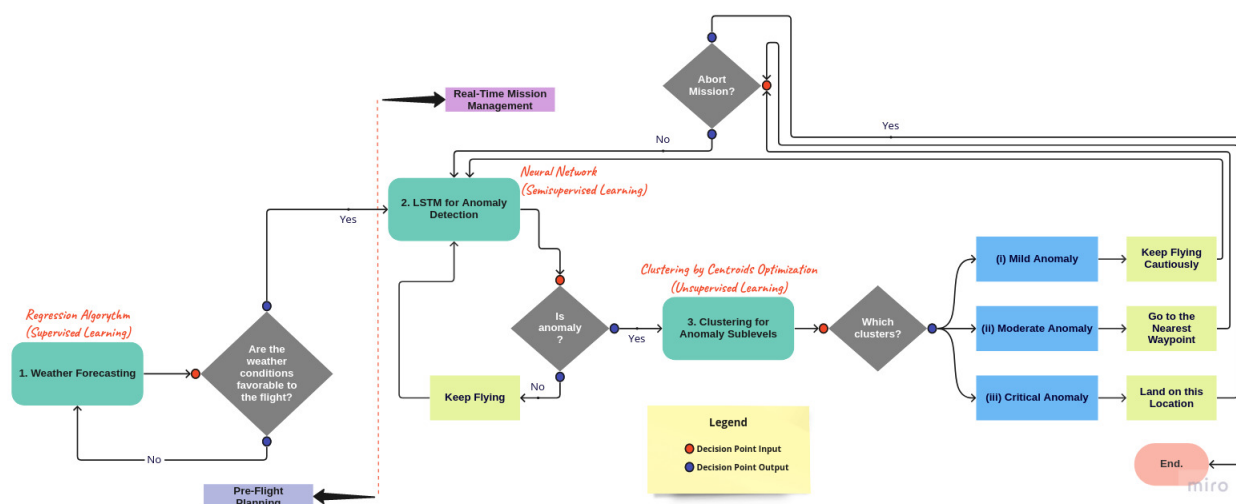 Abort
Mission?
Real-Time Mission
Management
Yes
No
Neural Network
(Semisupervised Learning)
2. LSTM for Anomaly
Detection
Yes
Clustering by Centroids Optimization
(Unsupervised Learning)
(i) Mild Anomaly
Keep Flying
Cautiously
Regression Algorythm
(Supervised Learning)
Is
anomaly
?
Yes
3. Clustering for
Anomaly Sublevels
Which
clusters?
(ii) Moderate Anomaly
Go to the
Nearest
Waypoint
1. Weather Forecasting
Are the
weather
conditions
favorable to
the flight?
No
Keep Flying
(iii) Critical Anomaly
Land on this
Location
Legend
Decision Point Input
Decision Point Output
No
End.
Pre-Flight
Planning
miro